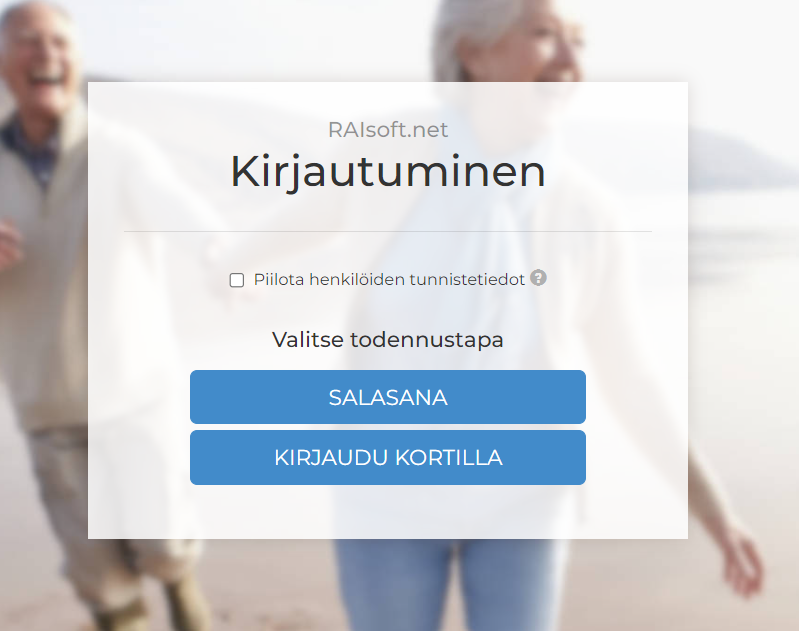 RAIsoft.net
Kirjautuminen
Piilota henkilöiden tunnistetiedot ?
Valitse todennustapa
SALASANA
KIRJAUDU KORTILLA